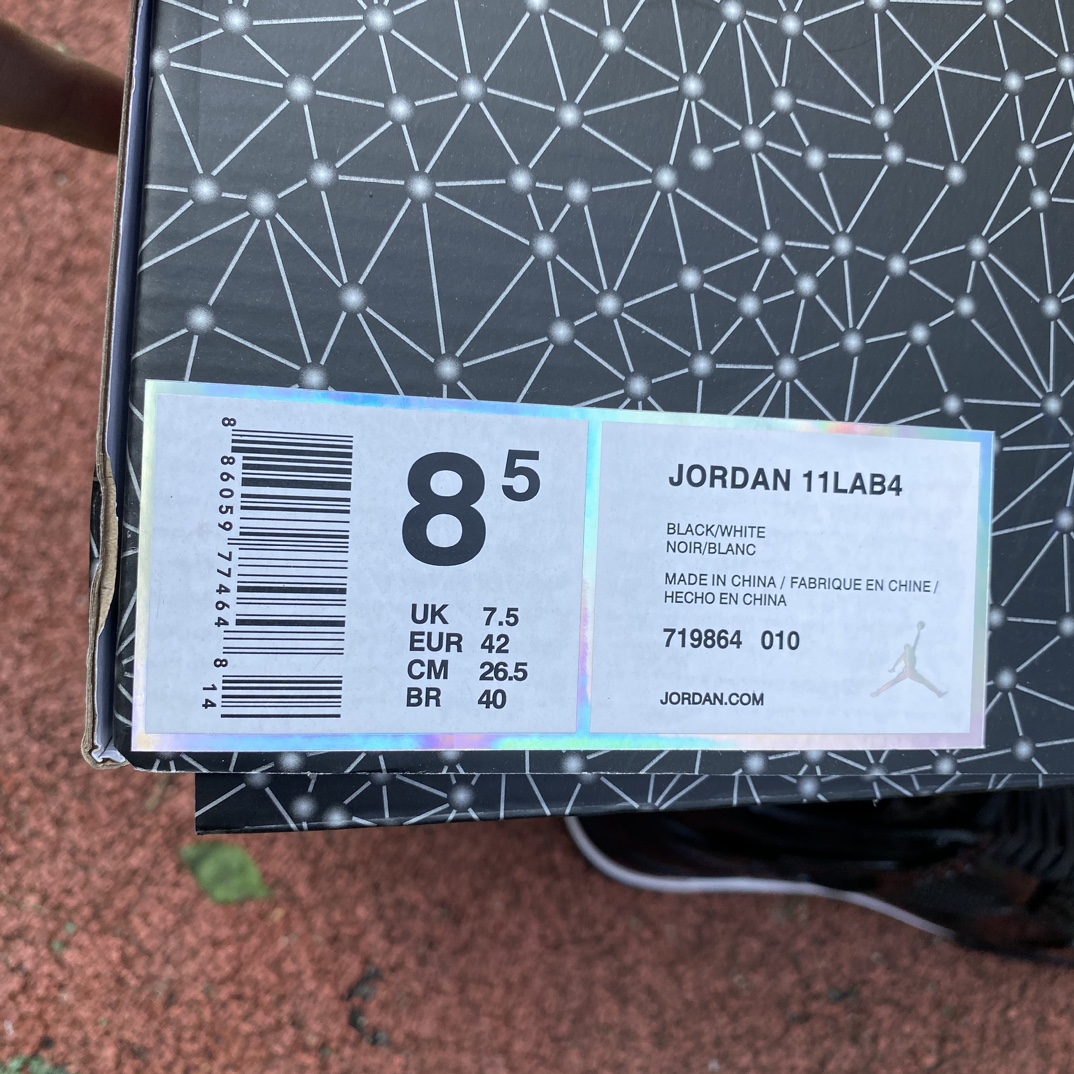 8 86059 77464 8 14
8 5
UK 7.5
EUR 42
CM 26.5
BR 40
JORDAN 11LAB4
BLACK/WHITE
NOIR/BLANC
MADE IN CHINA / FABRIQUE EN CHINE /
HECHO EN CHINA
719864 010
JORDAN.COM